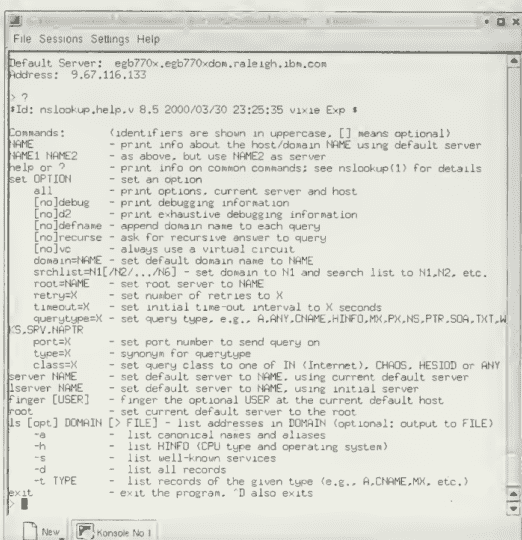 File Sessions Settings Help
Default Server: egb770x.egb770xdom.raleigh.ibm.com
Address: 9.67.116.133
> ?
$Id: nslookup.help,v 8.5 2000/03/30 23:25:35 vixie Exp $
Commands: (identifiers are shown in uppercase, [] means optional)
NAME - print info about the host/domain NAME using default server
NAME1 NAME2 - as above, but use NAME2 as server
help or ? - print info on common commands; see nslookup(1) for details
set OPTION - set an option
all - print options, current server and host
[no]debug - print debugging information
[no]d2 - print exhaustive debugging information
[no]defname - append domain name to each query
[no]recurse - ask for recursive answer to query
[no]vc - always use a virtual circuit
domain=NAME - set default domain name to NAME
srchlist=N1[/N2/.../N6] - set domain to N1 and search list to N1,N2, etc.
root=NAME - set root server to NAME
retry=X - set number of retries to X
timeout=X - set initial time-out interval to X seconds
querytype=X - set query type, e.g., A,ANY,CNAME,HINFO,MX,PX,NS,PTR,SOA,TXT,W
KS,SRV,NAPTR
port=X - set port number to send query on
type=X - synonym for querytype
class=X - set query class to one of IN (Internet), CHAOS, HESIOD or ANY
server NAME - set default server to NAME, using current default server
lserver NAME - set default server to NAME, using initial server
finger [USER] - finger the optional USER at the current default host
root - set current default server to the root
ls [opt] DOMAIN [> FILE] - list addresses in DOMAIN (optional: output to FILE)
-a - list canonical names and aliases
-h - list HINFO (CPU type and operating system)
-s - list well-known services
-d - list all records
-t TYPE - list records of the given type (e.g., A,CNAME,MX, etc.)
exit - exit the program, ^D also exits
>
New Konsole No 1